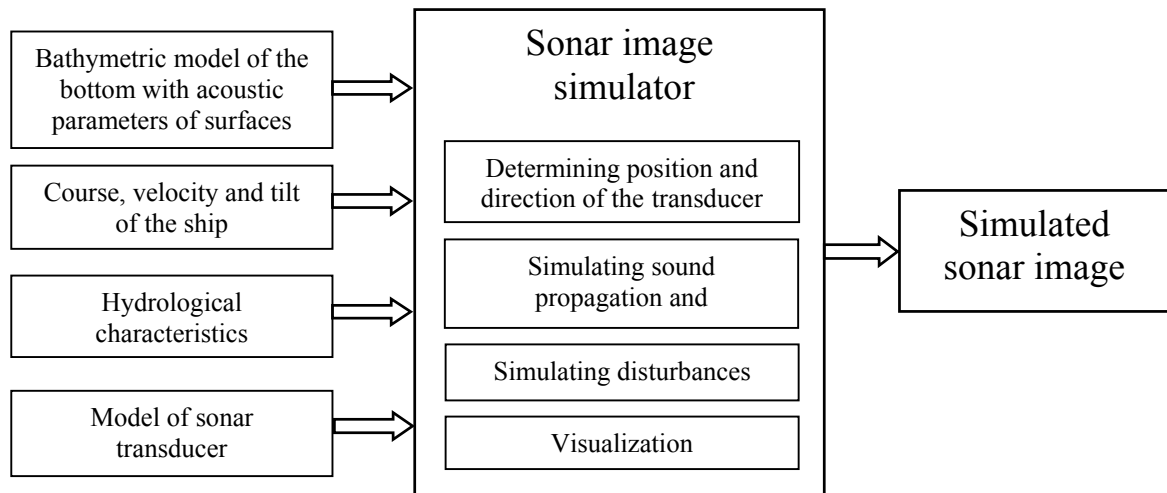 Bathymetric model of the
bottom with acoustic
parameters of surfaces
Course, velocity and tilt
of the ship
Hydrological
characteristics
Model of sonar
transducer
Sonar image
simulator
Determining position and
direction of the transducer
Simulating sound
propagation and
Simulating disturbances
Visualization
Simulated
sonar image